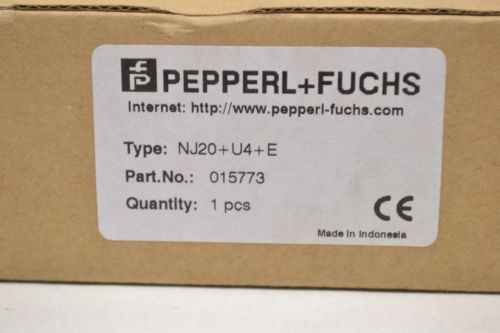 PEPPERL+FUCHS
Internet: http://www.pepperl-fuchs.com
Type: NJ20+U4+E
Part.No.: 015773
Quantity: 1 pcs
CE
Made in Indonesia